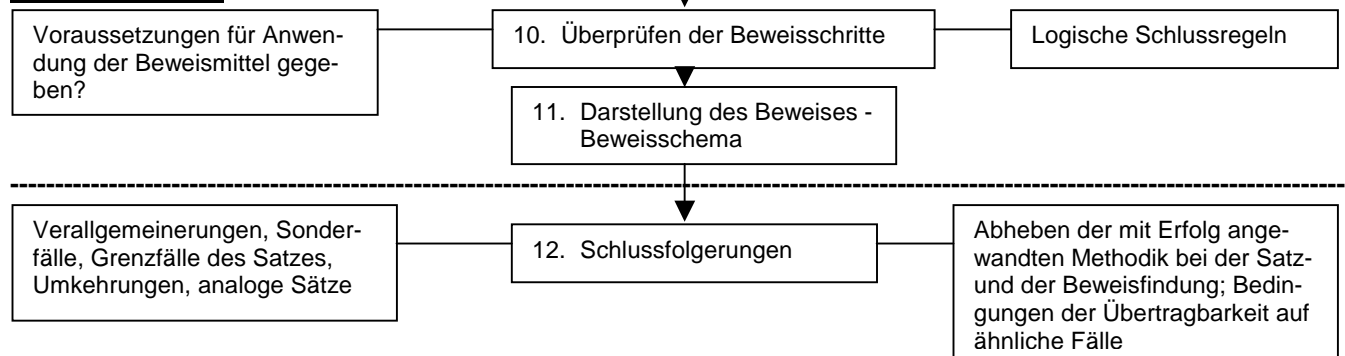 Voraussetzungen für Anwen-
dung der Beweismittel gege-
ben?
10. Überprüfen der Beweisschritte
Logische Schlussregeln
11. Darstellung des Beweises -
Beweisschema
Verallgemeinerungen, Sonder-
fälle, Grenzfälle des Satzes,
Umkehrungen, analoge Sätze
12. Schlussfolgerungen
Abheben der mit Erfolg ange-
wandten Methodik bei der Satz-
und der Beweisfindung; Bedin-
gungen der Übertragbarkeit auf
ähnliche Fälle